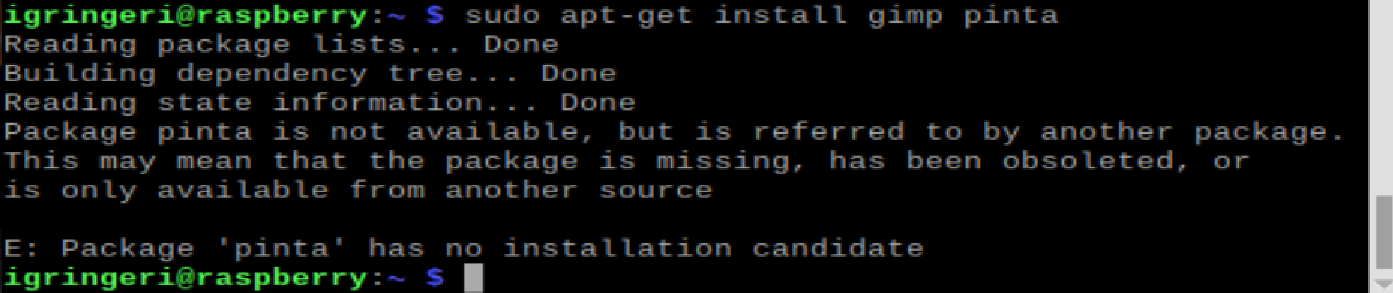 igringeri@raspberry:~ $ sudo apt-get install gimp pinta
Reading package lists... Done
Building dependency tree... Done
Reading state information... Done
Package pinta is not available, but is referred to by another package.
This may mean that the package is missing, has been obsoleted, or
is only available from another source

E: Package 'pinta' has no installation candidate
igringeri@raspberry:~ $